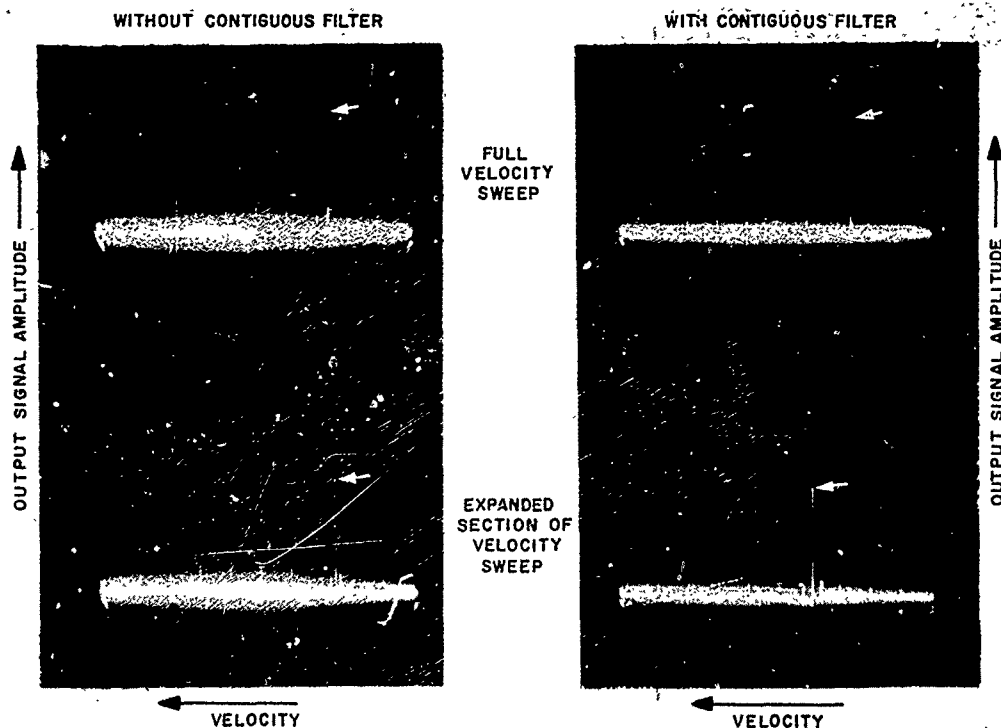 WITHOUT CONTIGUOUS FILTER
WITH CONTIGUOUS FILTER
OUTPUT SIGNAL AMPLITUDE
FULL
VELOCITY
SWEEP
EXPANDED
SECTION OF
VELOCITY
SWEEP
OUTPUT SIGNAL AMPLITUDE
VELOCITY
VELOCITY